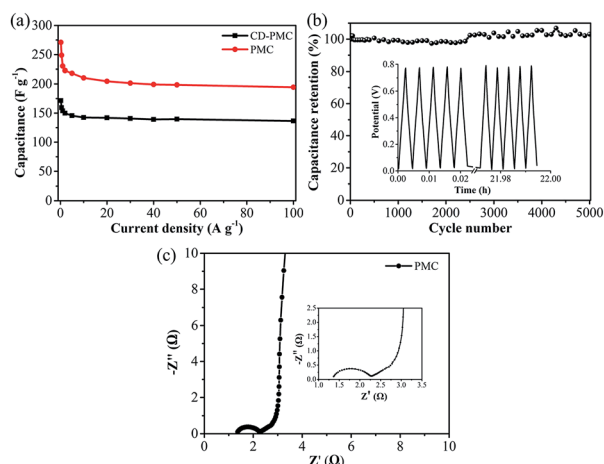 (a)
CD-PMC
PMC
Capacitance (F g⁻¹)
300
250
200
150
100
50
0
0 20 40 60 80 100
Current density (A g⁻¹)
(b)
Capacitance retention (%)
120
100
80
60
40
20
0
Potential (V)
0.8
0.6
0.4
0.2
0.0
0.00 0.01 0.02 21.98 22.00
Time (h)
0 1000 2000 3000 4000 5000
Cycle number
(c)
PMC
-Z'' (Ω)
10
8
6
4
2
0
-Z'' (Ω)
2.5
2.0
1.5
1.0
0.5
0.0
1.0 1.5 2.0 2.5 3.0 3.5
Z' (Ω)
0 2 4 6 8 10
Z' (Ω)